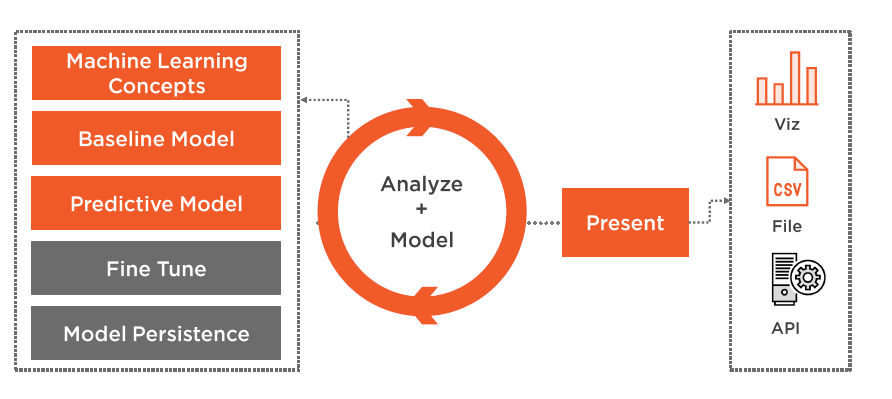 Machine Learning
Concepts
Baseline Model
Predictive Model
Fine Tune
Model Persistence
Analyze
+
Model
Present
Viz
CSV
File
API